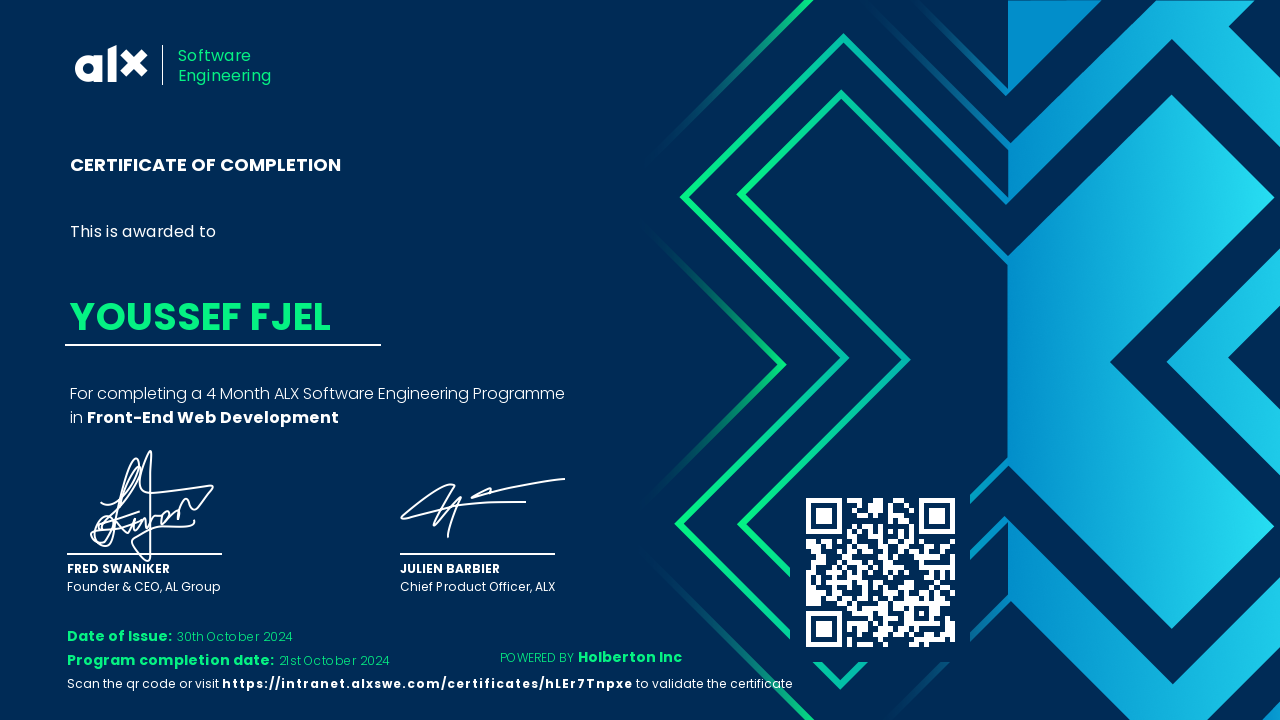 alx
Software
Engineering
CERTIFICATE OF COMPLETION
This is awarded to
YOUSSEF FJEL
For completing a 4 Month ALX Software Engineering Programme
in Front-End Web Development
FRED SWANIKER
Founder & CEO, AL Group
JULIEN BARBIER
Chief Product Officer, ALX
Date of Issue: 30th October 2024
Program completion date: 21st October 2024
POWERED BY Holberton Inc
Scan the qr code or visit https://intranet.alxswe.com/certificates/hLEr7Tnpxe to validate the certificate